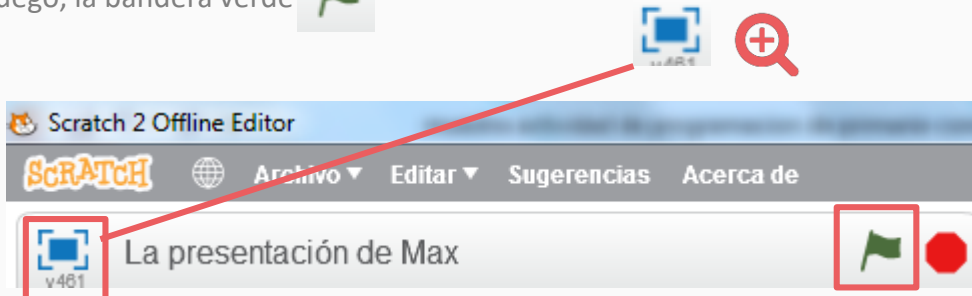 uego, la bandera verde
v461
Scratch 2 Offline Editor
SCRATCH Archivo Editar Sugerencias Acerca de
La presentación de Max
v461